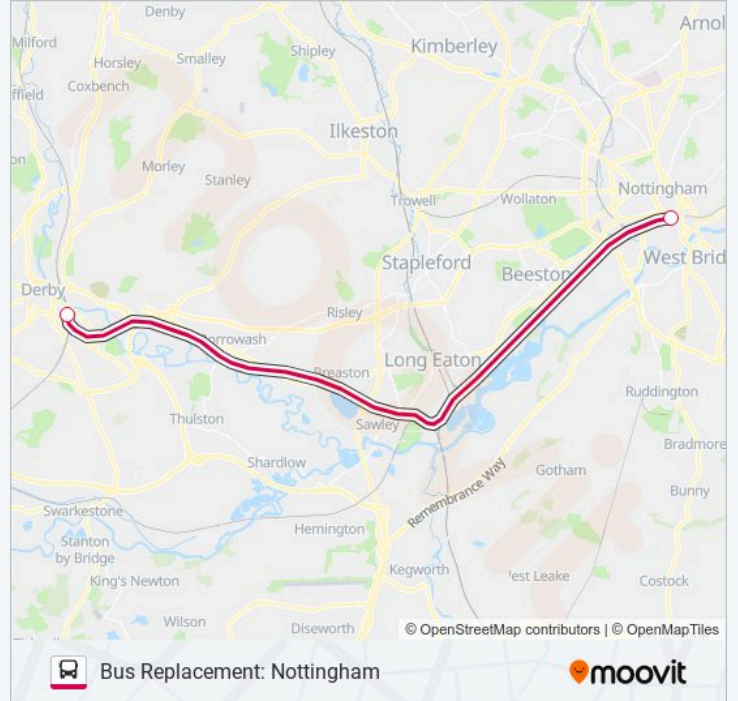 Denby
Arnol
Milford
Horsley
Smalley
Shipley
Kimberley
Coxbench
ffield
Ilkeston
on
Morley
Stanley
Trowell
Wollaton
Nottingham
Stapleford
Beeston
West Brid
Derby
Risley
Borrowash
Breaston
Long Eaton
Ruddington
Thulston
Sawley
Bradmore
Shardlow
Remembrance Way
Gotham
Bunny
Swarkestone
Hemington
Stanton
by Bridge
Kegworth
King's Newton
'est Leake
Costock
Wilson
Diseworth
© OpenStreetMap contributors | © OpenMapTiles
Bus Replacement: Nottingham
moovit